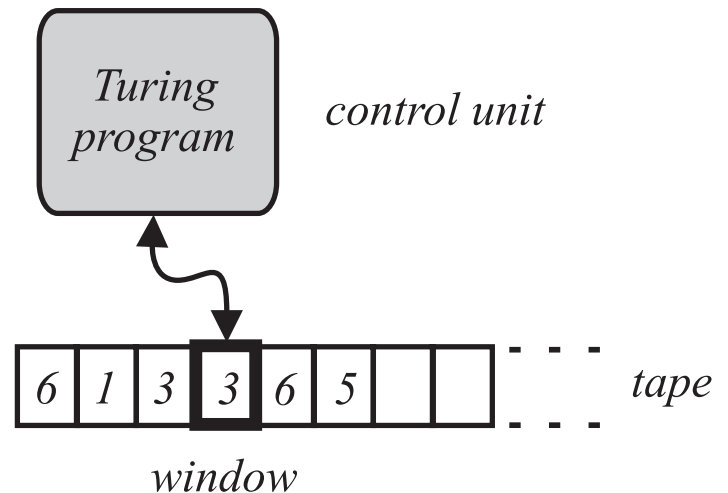 Turing
program
control unit
6 1 3 3 6 5
tape
window